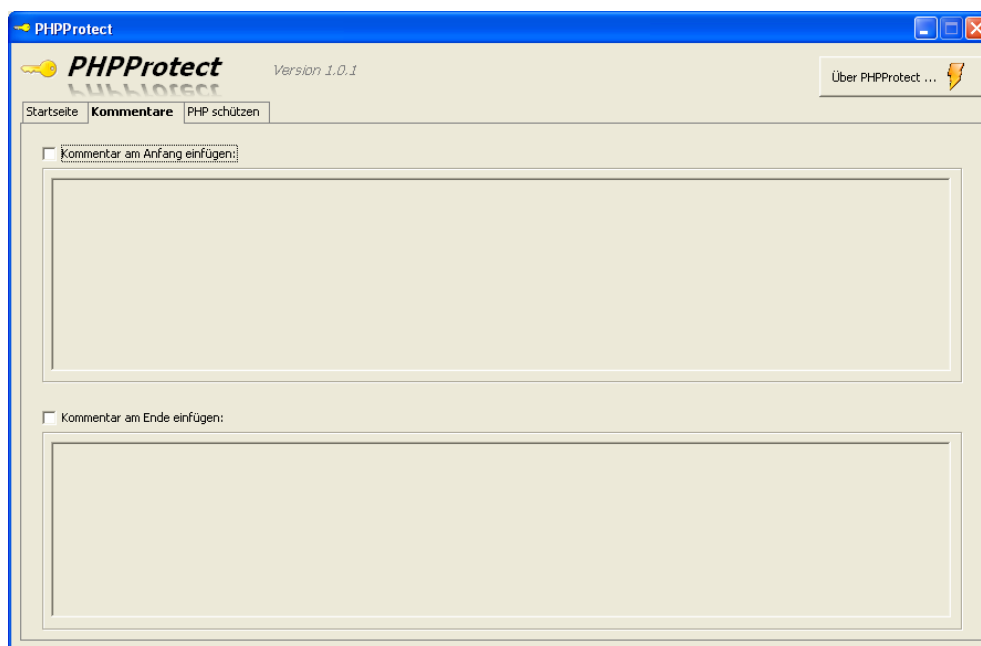 PHPProtect
PHPProtect Version 1.0.1
Über PHPProtect ...
Startseite Kommentare PHP schützen
Kommentar am Anfang einfügen:
Kommentar am Ende einfügen: